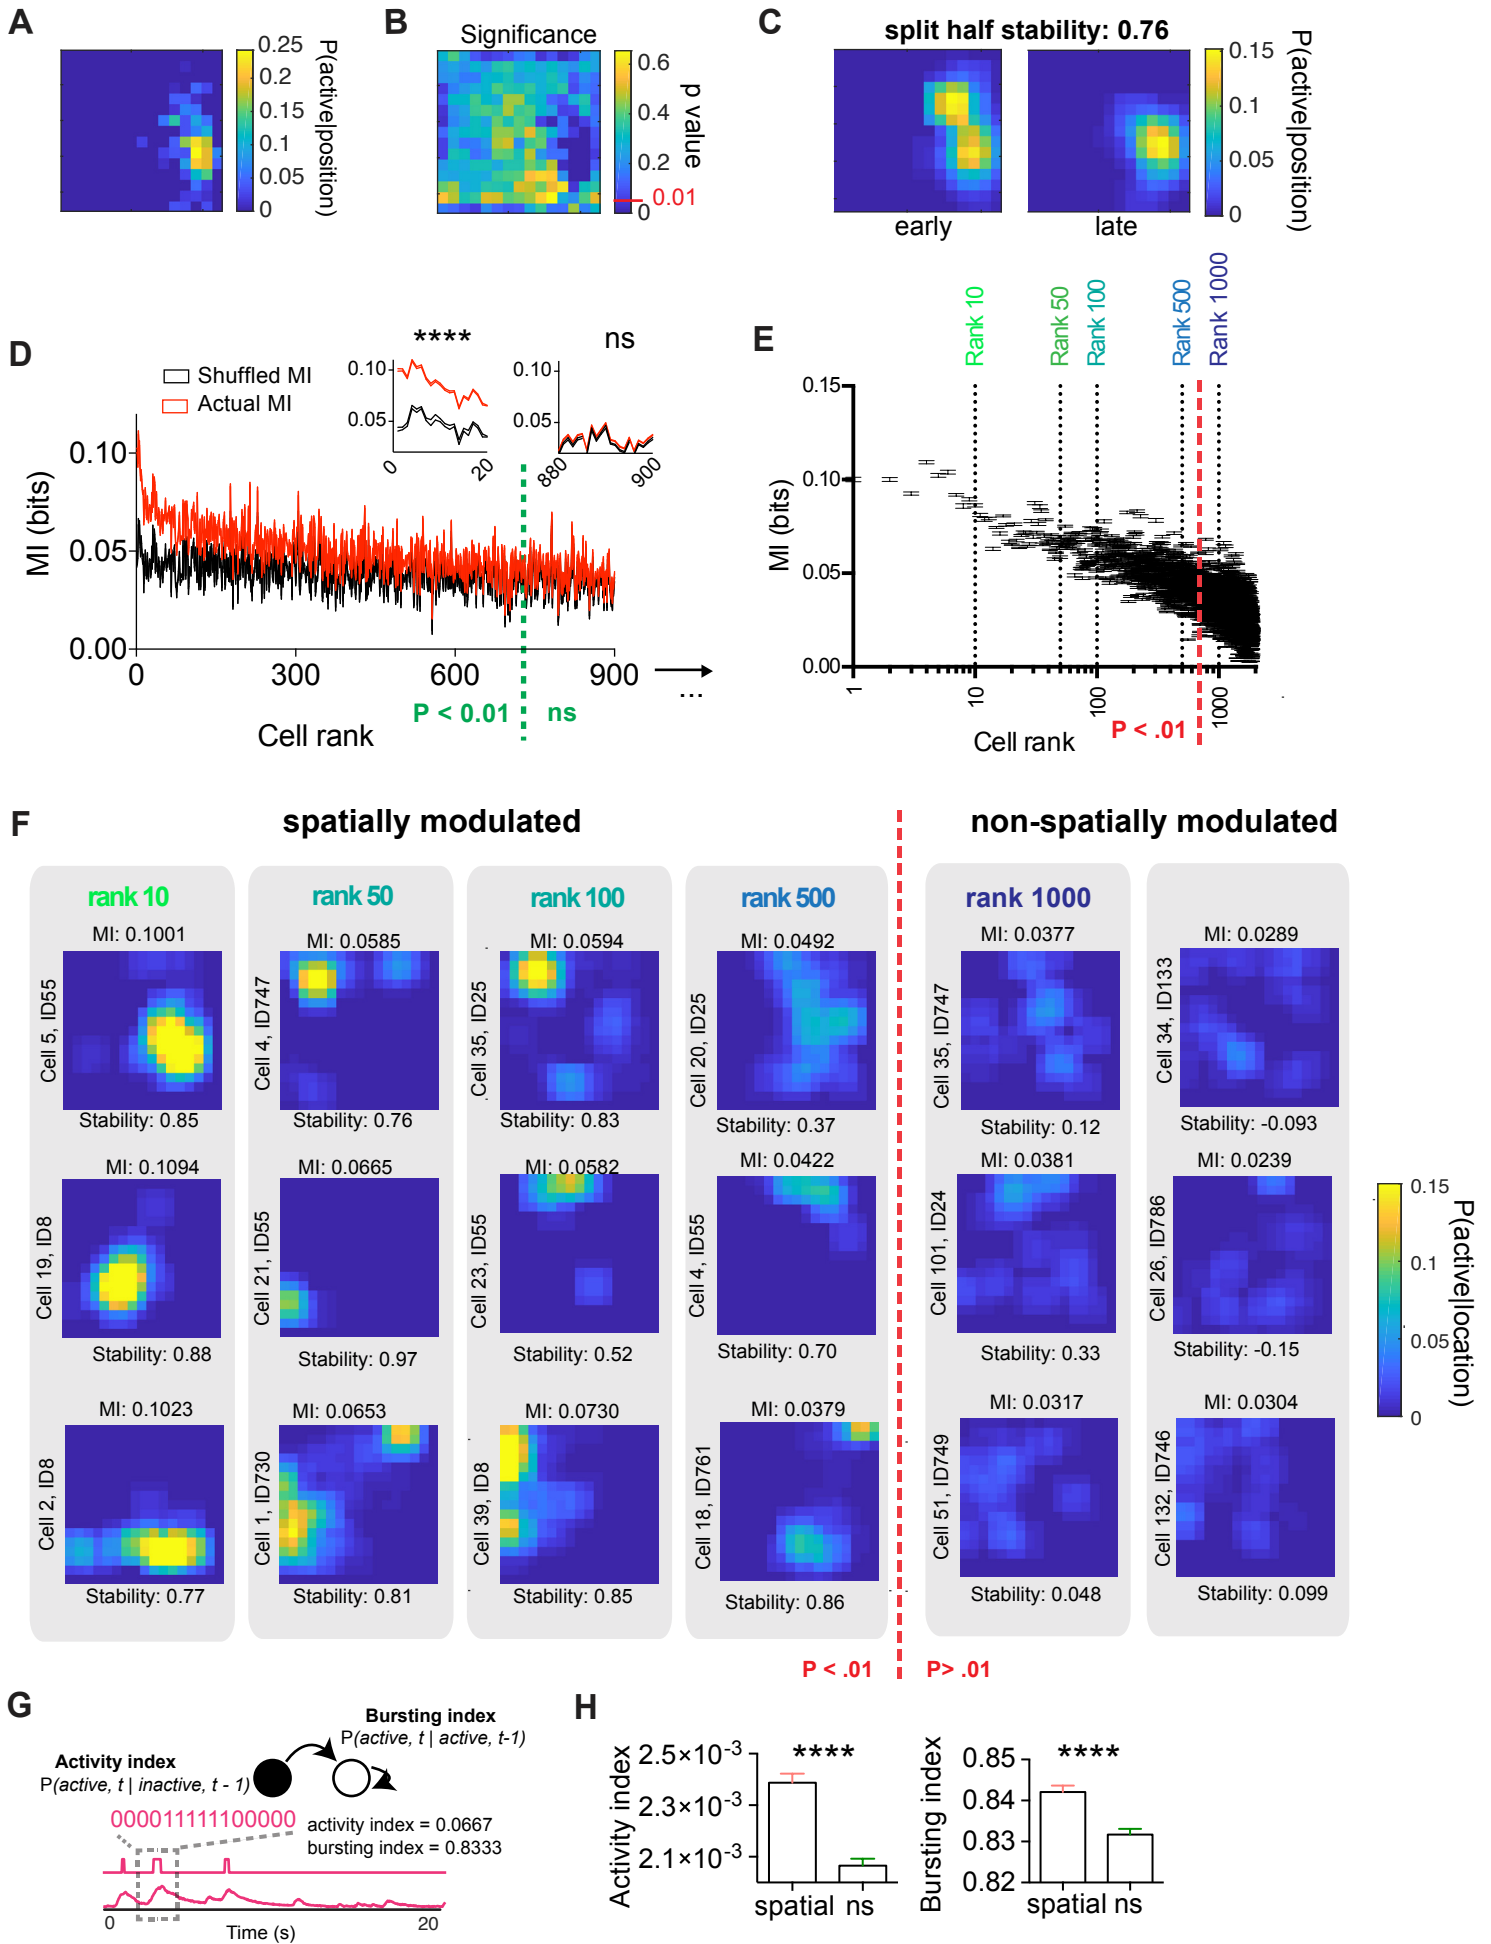 A
0.25
0.2
0.15
0.1
0.05
0
P(active|position)
B
Significance
0.6
0.4
0.2
0.01
0
p value
C
split half stability: 0.76
early
late
0.15
0.1
0.05
0
P(active|position)
D
Shuffled MI
Actual MI
****
0.10
0.05
0
20
ns
0.10
0.05
880
900
MI (bits)
0.10
0.05
0.00
0
300
600
900
...
P < 0.01
ns
Cell rank
E
Rank 10
Rank 50
Rank 100
Rank 500
Rank 1000
MI (bits)
0.15
0.10
0.05
0.00
1
10
100
1000
P < .01
Cell rank
F
spatially modulated
non-spatially modulated
rank 10
rank 50
rank 100
rank 500
rank 1000
MI: 0.1001
Cell 5, ID55
Stability: 0.85
MI: 0.0585
Cell 4, ID747
Stability: 0.76
MI: 0.0594
Cell 35, ID25
Stability: 0.83
MI: 0.0492
Cell 20, ID25
Stability: 0.37
MI: 0.0377
Cell 35, ID747
Stability: 0.12
MI: 0.0289
Cell 34, ID133
Stability: -0.093
MI: 0.1094
Cell 19, ID8
Stability: 0.88
MI: 0.0665
Cell 21, ID55
Stability: 0.97
MI: 0.0582
Cell 23, ID55
Stability: 0.52
MI: 0.0422
Cell 4, ID55
Stability: 0.70
MI: 0.0381
Cell 101, ID24
Stability: 0.33
MI: 0.0239
Cell 26, ID786
Stability: -0.15
MI: 0.1023
Cell 2, ID8
Stability: 0.77
MI: 0.0653
Cell 1, ID730
Stability: 0.81
MI: 0.0730
Cell 39, ID8
Stability: 0.85
MI: 0.0379
Cell 18, ID761
Stability: 0.86
MI: 0.0317
Cell 51, ID749
Stability: 0.048
MI: 0.0304
Cell 132, ID746
Stability: 0.099
0.15
0.1
0.05
0
P(active|location)
P < .01
P> .01
G
Bursting index
P(active, t | active, t-1)
Activity index
P(active, t | inactive, t - 1)
000011111100000
activity index = 0.0667
bursting index = 0.8333
0
20
Time (s)
H
Activity index
2.5×10-3
2.3×10-3
2.1×10-3
****
spatial ns
Bursting index
0.85
0.84
0.83
0.82
****
spatial ns